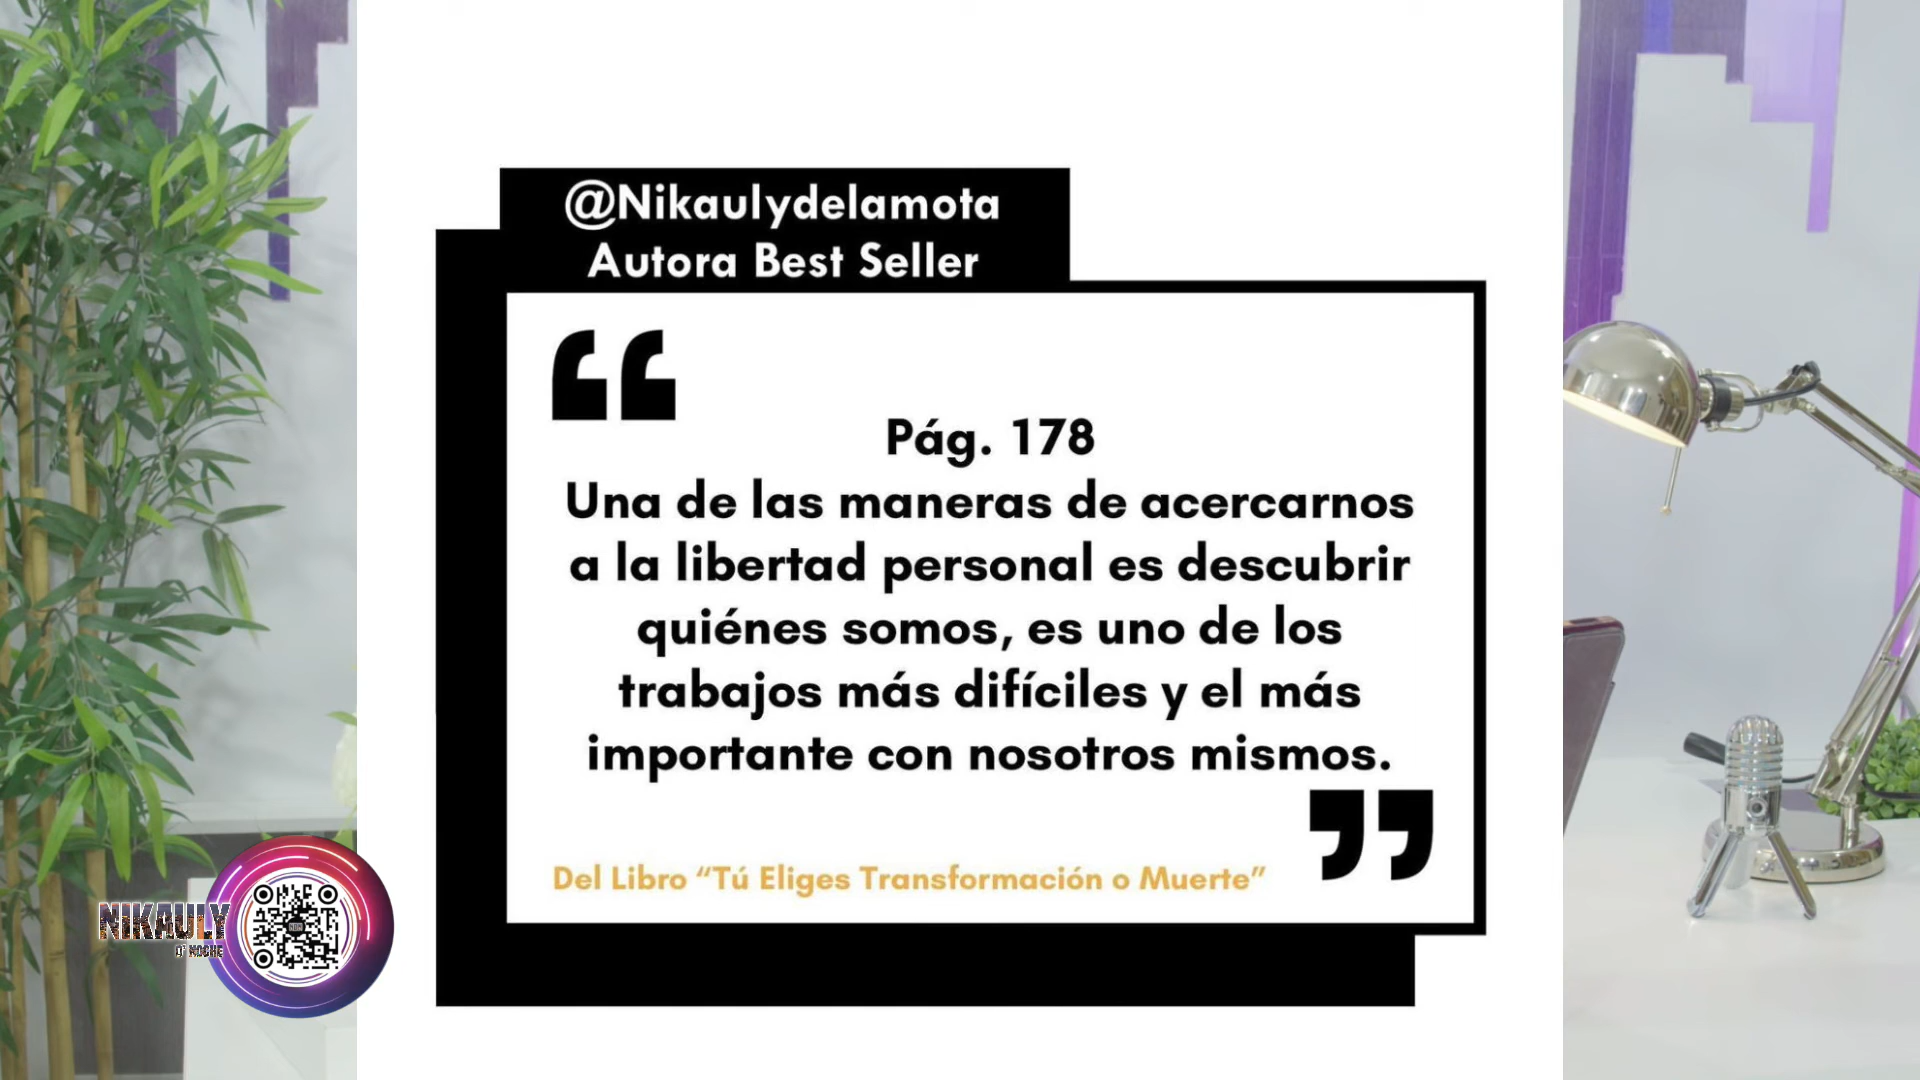 @Nikaulydelamota
Autora Best Seller
Pág. 178
Una de las maneras de acercarnos
a la libertad personal es descubrir
quiénes somos, es uno de los
trabajos más difíciles y el más
importante con nosotros mismos.
Del Libro “Tú Eliges Transformación o Muerte”
NIKAULY
D' NOCHE